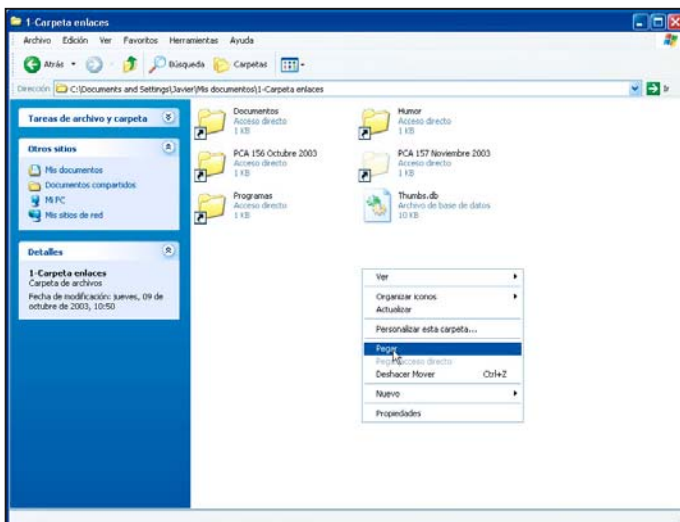 1-Carpeta enlaces
Archivo Edición Ver Favoritos Herramientas Ayuda
Atrás Búsqueda Carpetas
Dirección C:\Documents and Settings\Javier\Mis documentos\1-Carpeta enlaces Ir
Tareas de archivo y carpeta
Otros sitios
Mis documentos
Documentos compartidos
Mi PC
Mis sitios de red
Detalles
1-Carpeta enlaces
Carpeta de archivos
Fecha de modificación: jueves, 09 de
octubre de 2003, 10:50
Documentos
Acceso directo
1 KB
Humor
Acceso directo
1 KB
PCA 156 Octubre 2003
Acceso directo
1 KB
PCA 157 Noviembre 2003
Acceso directo
1 KB
Programas
Acceso directo
1 KB
Thumbs.db
Archivo de base de datos
10 KB
Ver
Organizar iconos
Actualizar
Personalizar esta carpeta...
Pegar
Pegar acceso directo
Deshacer Mover Ctrl+Z
Nuevo
Propiedades